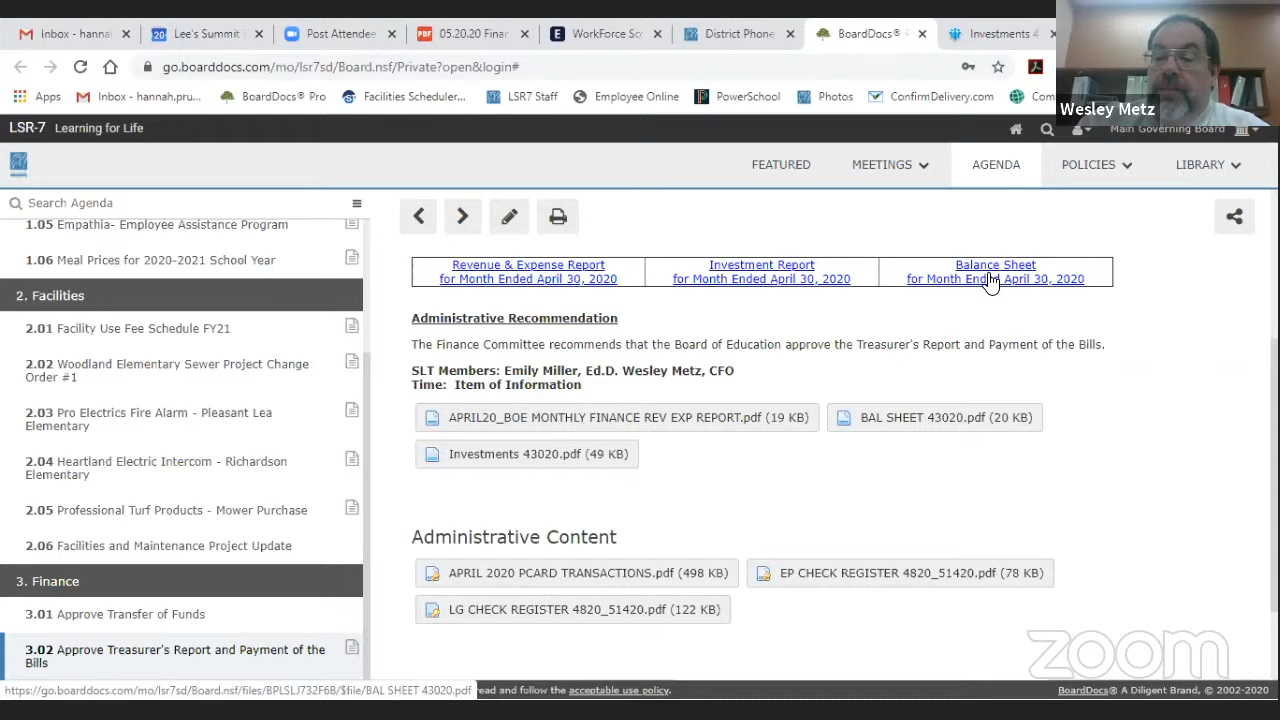 Inbox - hanna
Lee's Summit
Post Attendee
05.20.20 Finar
WorkForce So
District Phone
BoardDocs® P
Investments 4
go.boarddocs.com/mo/lsr7sd/Board.nsf/Private?open&login#
Apps
Inbox - hannah.pru...
BoardDocs® Pro
Facilities Scheduler...
LSR7 Staff
Employee Online
PowerSchool
Photos
ConfirmDelivery.com
Com
Wesley Metz
LSR-7 Learning for Life
Main Governing Board
FEATURED
MEETINGS
AGENDA
POLICIES
LIBRARY
Search Agenda
1.05 Empathia- Employee Assistance Program
1.06 Meal Prices for 2020-2021 School Year
2. Facilities
2.01 Facility Use Fee Schedule FY21
2.02 Woodland Elementary Sewer Project Change
Order #1
2.03 Pro Electrics Fire Alarm - Pleasant Lea
Elementary
2.04 Heartland Electric Intercom - Richardson
Elementary
2.05 Professional Turf Products - Mower Purchase
2.06 Facilities and Maintenance Project Update
3. Finance
3.01 Approve Transfer of Funds
3.02 Approve Treasurer's Report and Payment of the
Bills
Revenue & Expense Report
for Month Ended April 30, 2020
Investment Report
for Month Ended April 30, 2020
Balance Sheet
for Month Ended April 30, 2020
Administrative Recommendation
The Finance Committee recommends that the Board of Education approve the Treasurer's Report and Payment of the Bills.
SLT Members: Emily Miller, Ed.D. Wesley Metz, CFO
Time: Item of Information
APRIL20_BOE MONTHLY FINANCE REV EXP REPORT.pdf (19 KB)
BAL SHEET 43020.pdf (20 KB)
Investments 43020.pdf (49 KB)
Administrative Content
APRIL 2020 PCARD TRANSACTIONS.pdf (498 KB)
EP CHECK REGISTER 4820_51420.pdf (78 KB)
LG CHECK REGISTER 4820_51420.pdf (122 KB)
zoom
https://go.boarddocs.com/mo/lsr7sd/Board.nsf/files/BPLSLJ732F6B/$file/BAL SHEET 43020.pdf
read and follow the acceptable use policy.
BoardDocs® A Diligent Brand, © 2002-2020